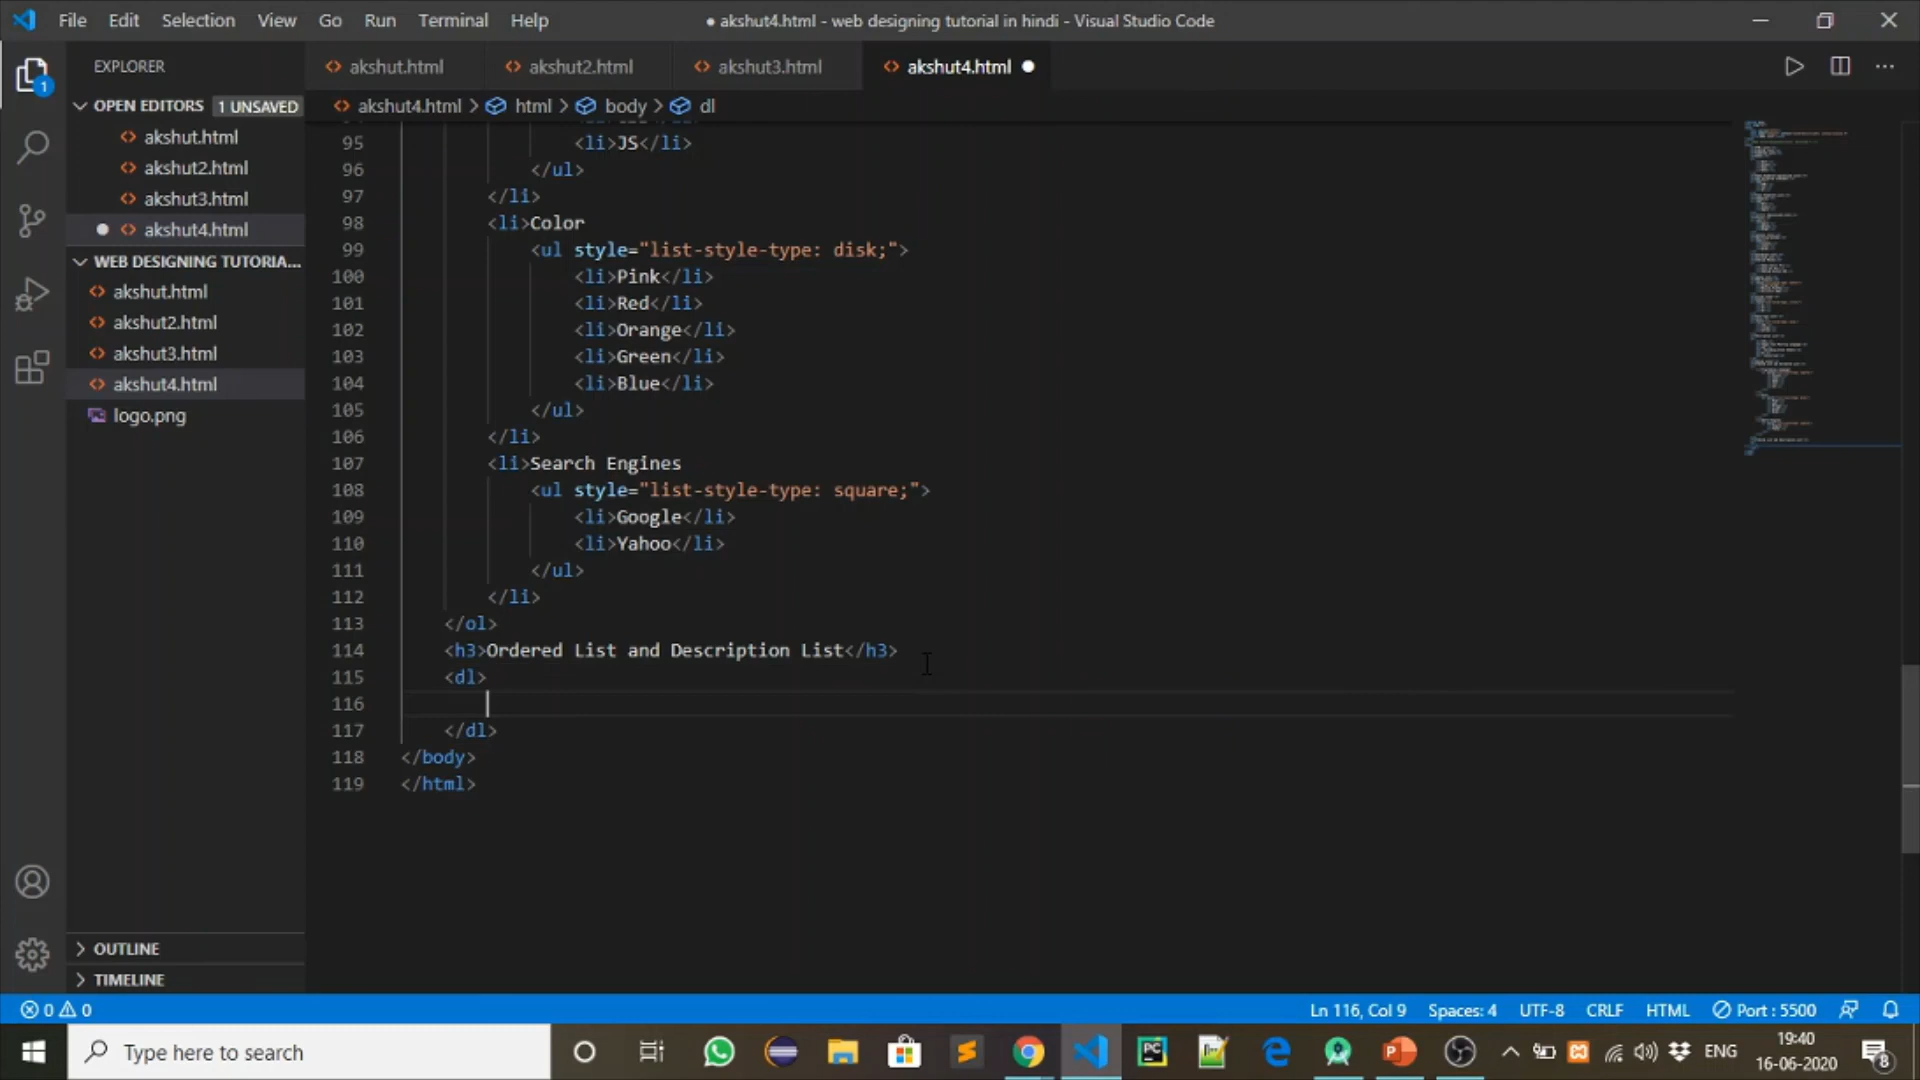 File Edit Selection View Go Run Terminal Help
● akshut4.html - web designing tutorial in hindi - Visual Studio Code
EXPLORER
akshut.html
akshut2.html
akshut3.html
akshut4.html
OPEN EDITORS 1 UNSAVED
akshut.html
akshut2.html
akshut3.html
akshut4.html
WEB DESIGNING TUTORIA...
akshut.html
akshut2.html
akshut3.html
akshut4.html
logo.png
OUTLINE
TIMELINE
1
akshut4.html > html > body > dl
95 <li>JS</li>
96 </ul>
97 </li>
98 <li>Color
99 <ul style="list-style-type: disk;">
100 <li>Pink</li>
101 <li>Red</li>
102 <li>Orange</li>
103 <li>Green</li>
104 <li>Blue</li>
105 </ul>
106 </li>
107 <li>Search Engines
108 <ul style="list-style-type: square;">
109 <li>Google</li>
110 <li>Yahoo</li>
111 </ul>
112 </li>
113 </ol>
114 <h3>Ordered List and Description List</h3>
115 <dl>
116
117 </dl>
118 </body>
119 </html>
0 0
Ln 116, Col 9 Spaces: 4 UTF-8 CRLF HTML Port : 5500
Type here to search
ENG
19:40
16-06-2020
8